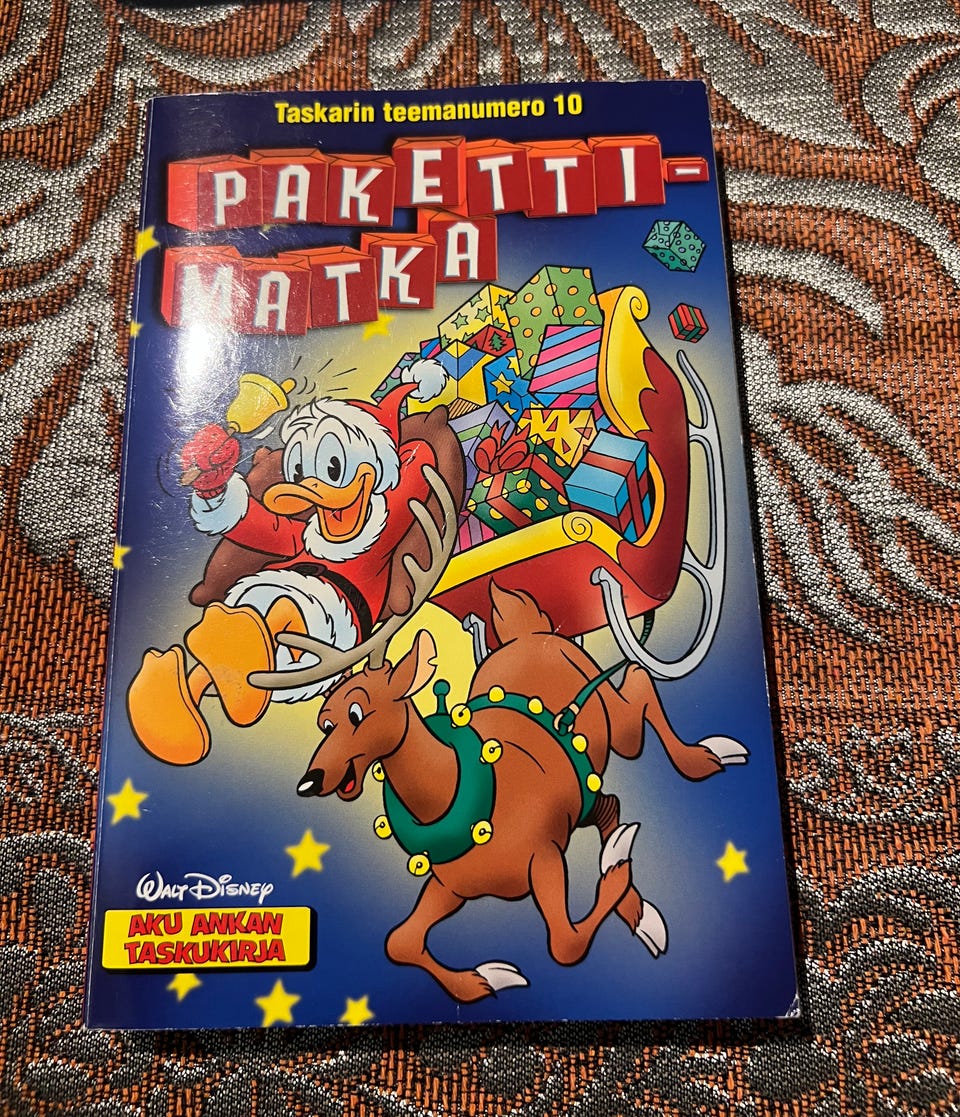 Taskarin teemanumero 10
PAKETTI-
MATKA
WALT DISNEY
AKU ANKAN
TASKUKIRJA